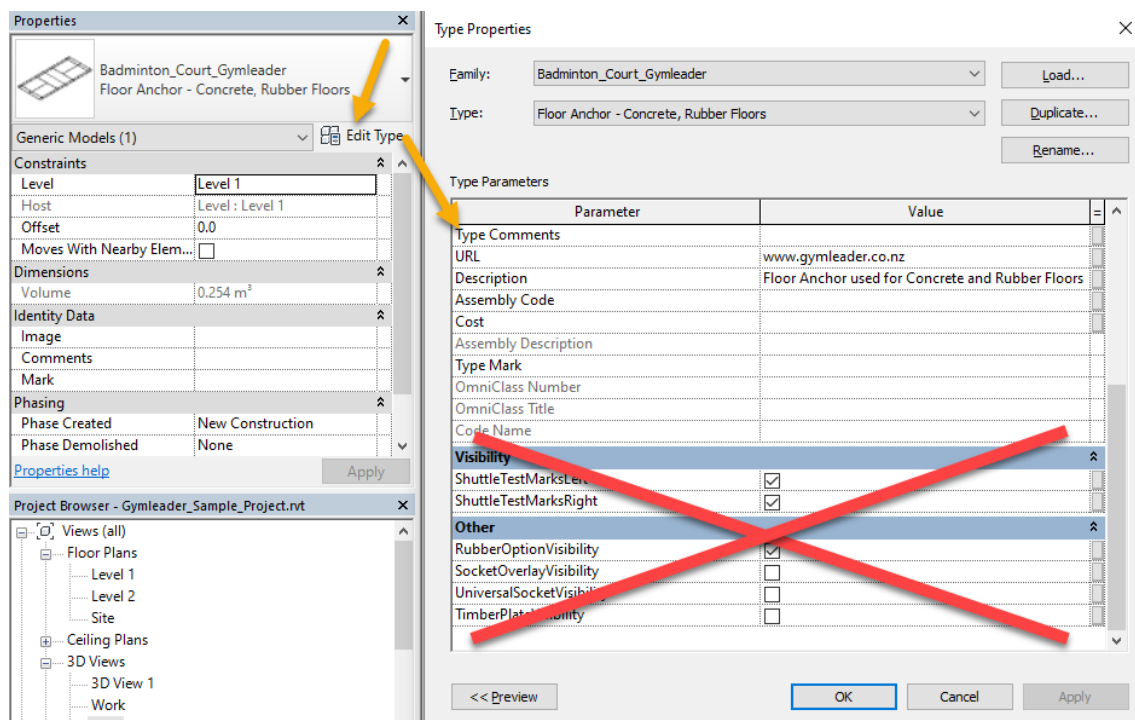 Properties
Badminton_Court_Gymleader
Floor Anchor - Concrete, Rubber Floors
Generic Models (1)
Edit Type
Constraints
Level Level 1
Host Level : Level 1
Offset 0.0
Moves With Nearby Elem...
Dimensions
Volume 0.254 m³
Identity Data
Image
Comments
Mark
Phasing
Phase Created New Construction
Phase Demolished None
Properties help Apply
Project Browser - Gymleader_Sample_Project.rvt
Views (all)
Floor Plans
Level 1
Level 2
Site
Ceiling Plans
3D Views
3D View 1
Work
Type Properties
Family: Badminton_Court_Gymleader Load...
Type: Floor Anchor - Concrete, Rubber Floors Duplicate...
Rename...
Type Parameters
Parameter Value =
Type Comments
URL www.gymleader.co.nz
Description Floor Anchor used for Concrete and Rubber Floors
Assembly Code
Cost
Assembly Description
Type Mark
OmniClass Number
OmniClass Title
Code Name
Visibility
ShuttleTestMarksLeft
ShuttleTestMarksRight
Other
RubberOptionVisibility
SocketOverlayVisibility
UniversalSocketVisibility
TimberPlateVisibility
<< Preview OK Cancel Apply